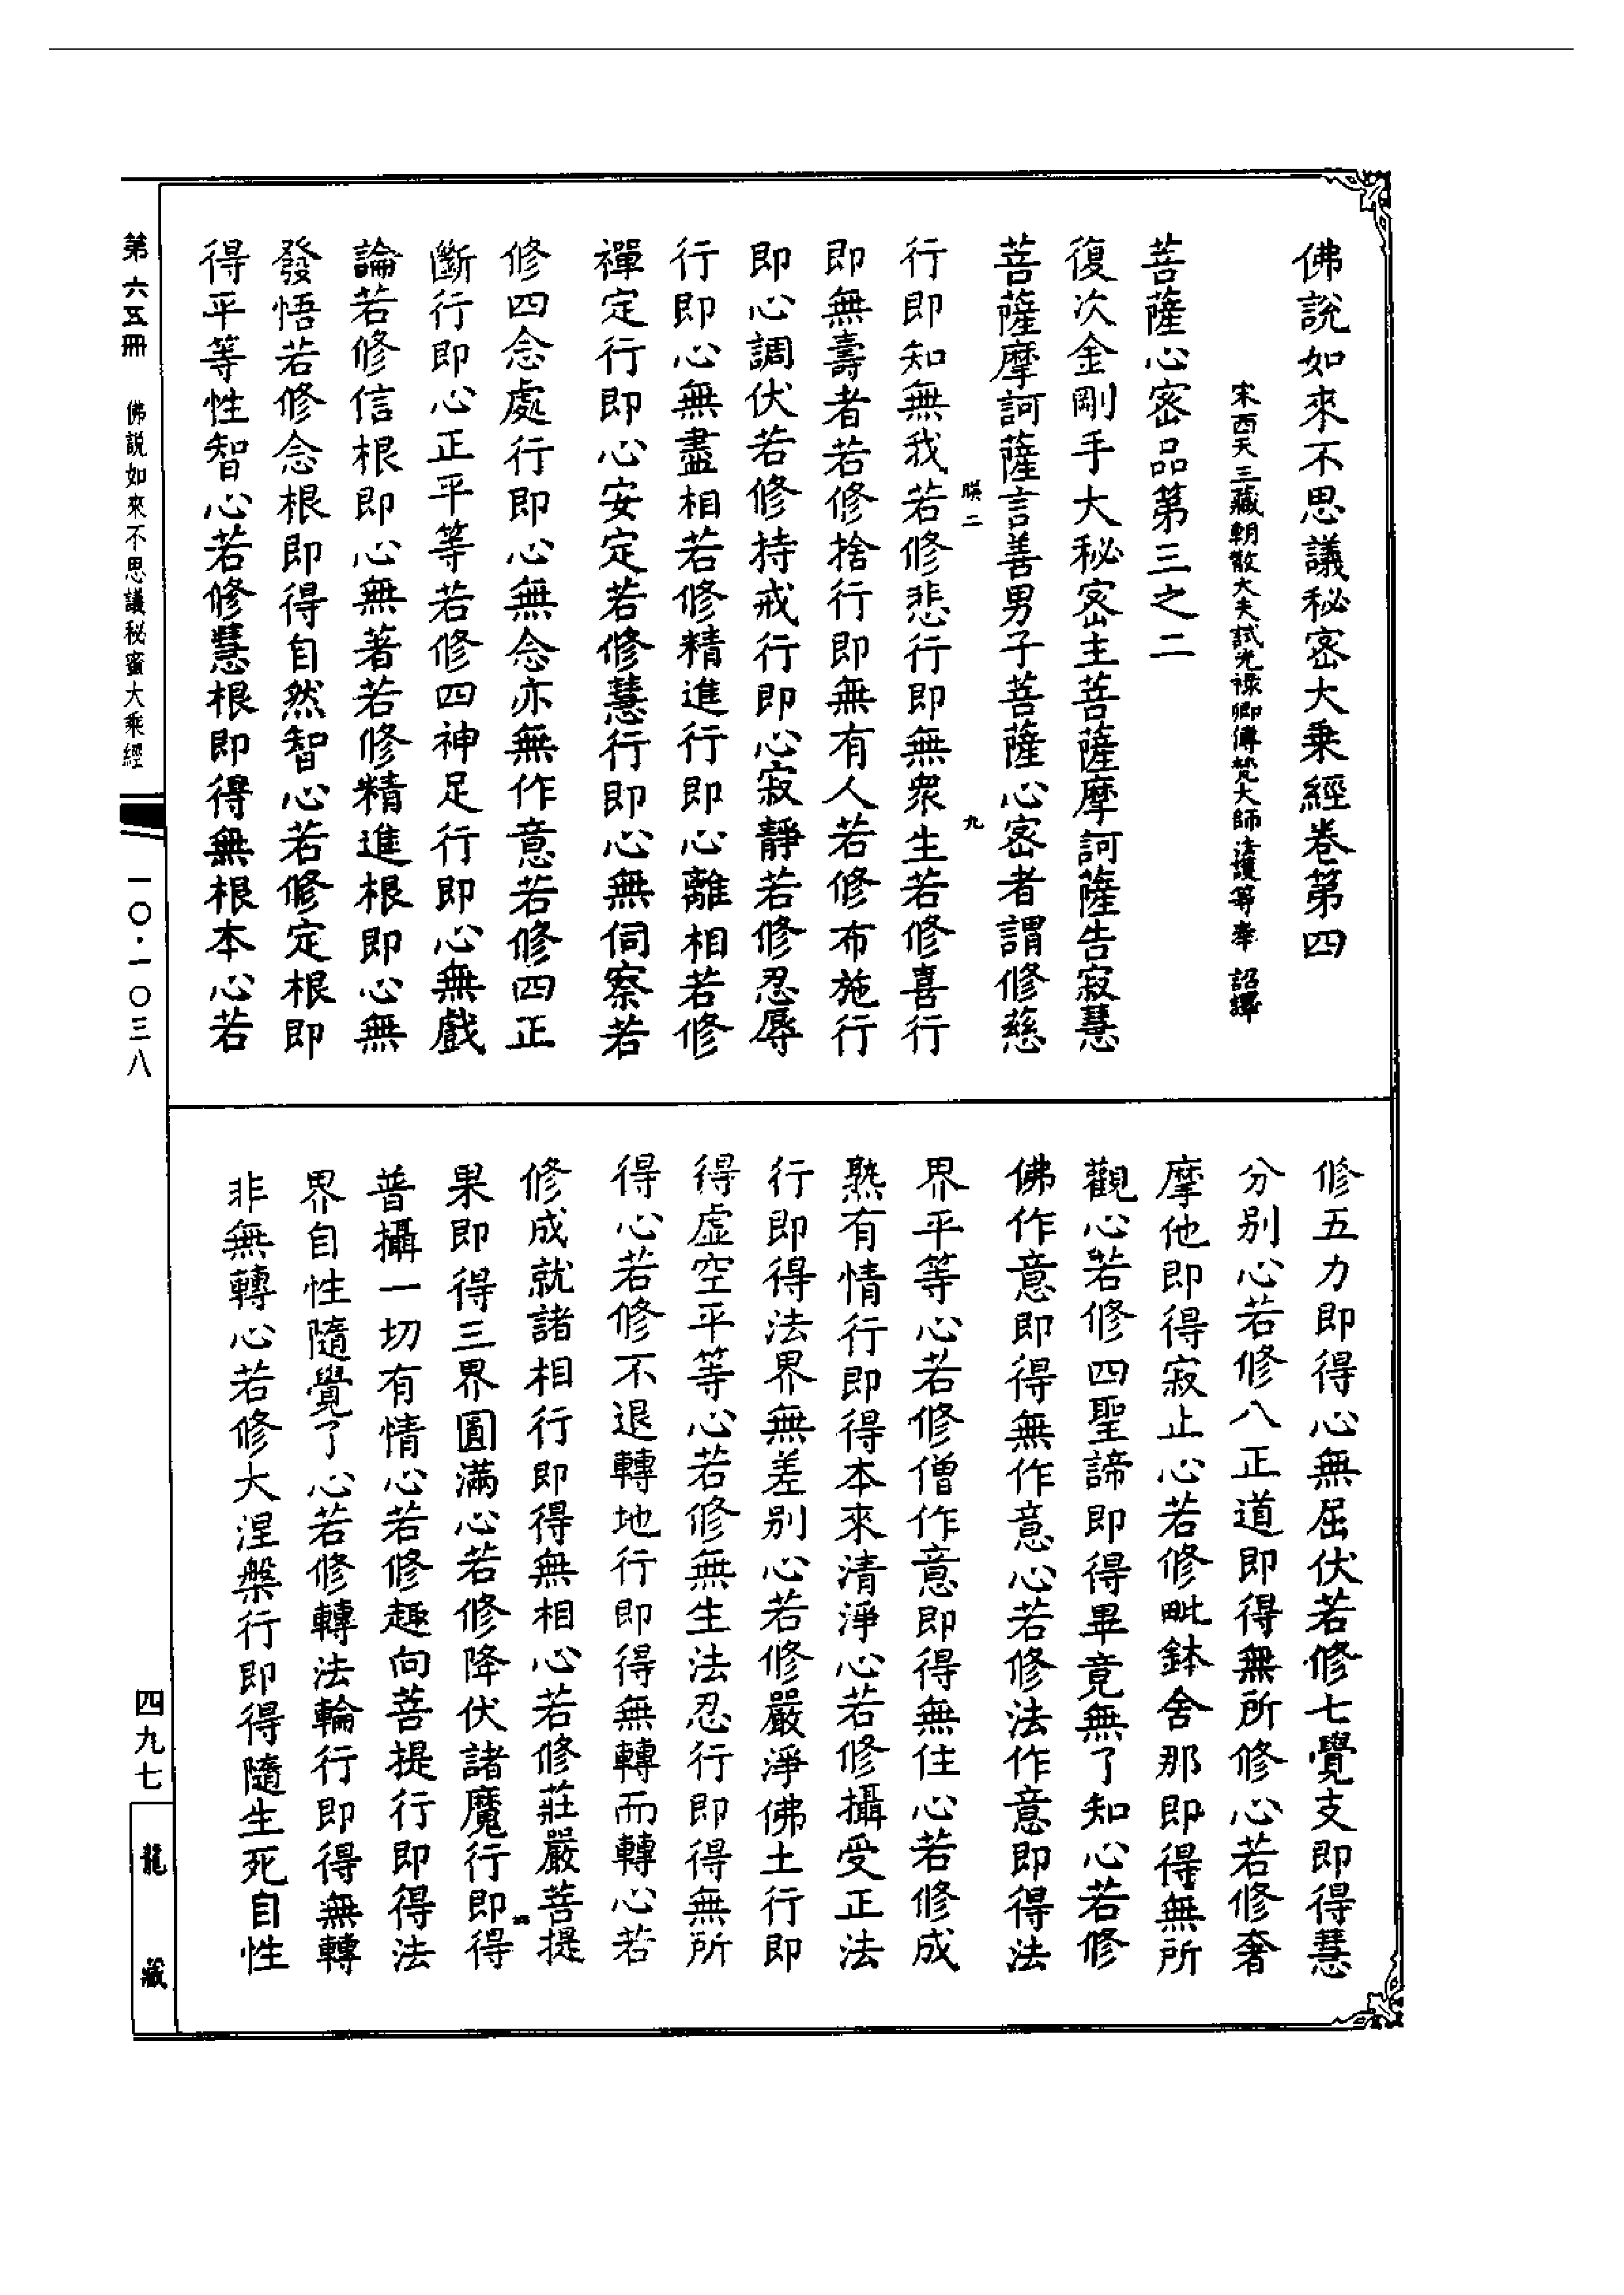 佛說如來不思議秘密大乗經卷第四
宋西天三藏朝散大夫試光祿卿傳梵大師法護等奉 詔譯
菩薩心密品第三之二
復次金剛手大秘密主菩薩摩訶薩告寂慧
菩薩摩訶薩言善男子菩薩心密者謂修慈
行即知無我若修悲行即無衆生若修喜行
即無壽者若修捨行即無有人若修布施行
即心調伏若修持戒行即心寂靜若修忍辱
行即心無盡相若修精進行即心離相若修
禪定行即心安定若修慧行即心無伺察若
修四念處行即心無念亦無作意若修四正
斷行即心正平等若修四神足行即心無戲
論若修信根即心無著若修精進根即心無
發悟若修念根即得自然智心若修定根即
得平等性智心若修慧根即得無根本心若
修五力即得心無屈伏若修七覺支即得慧
分别心若修八正道即得無所修心若修奢
摩他即得寂止心若修毗鉢舍那即得無所
觀心若修四聖諦即得畢竟無了知心若修
佛作意即得無作意心若修法作意即得法
界平等心若修僧作意即得無住心若修成
熟有情行即得本來清淨心若修攝受正法
行即得法界無差別心若修嚴淨佛土行即
得虛空平等心若修無生法忍行即得無所
得心若修不退轉地行即得無轉而轉心若
修成就諸相行即得無相心若修莊嚴菩提
果即得三界圓滿心若修降伏諸魔行即得
普攝一切有情心若修趣向菩提行即得法
界自性隨覺了心若修轉法輪行即得無轉
非無轉心若修大涅槃行即得隨生死自性
二
九
第六五冊 佛説如來不思議秘蜜大乘經
一〇·一〇三八
四九七
龍藏